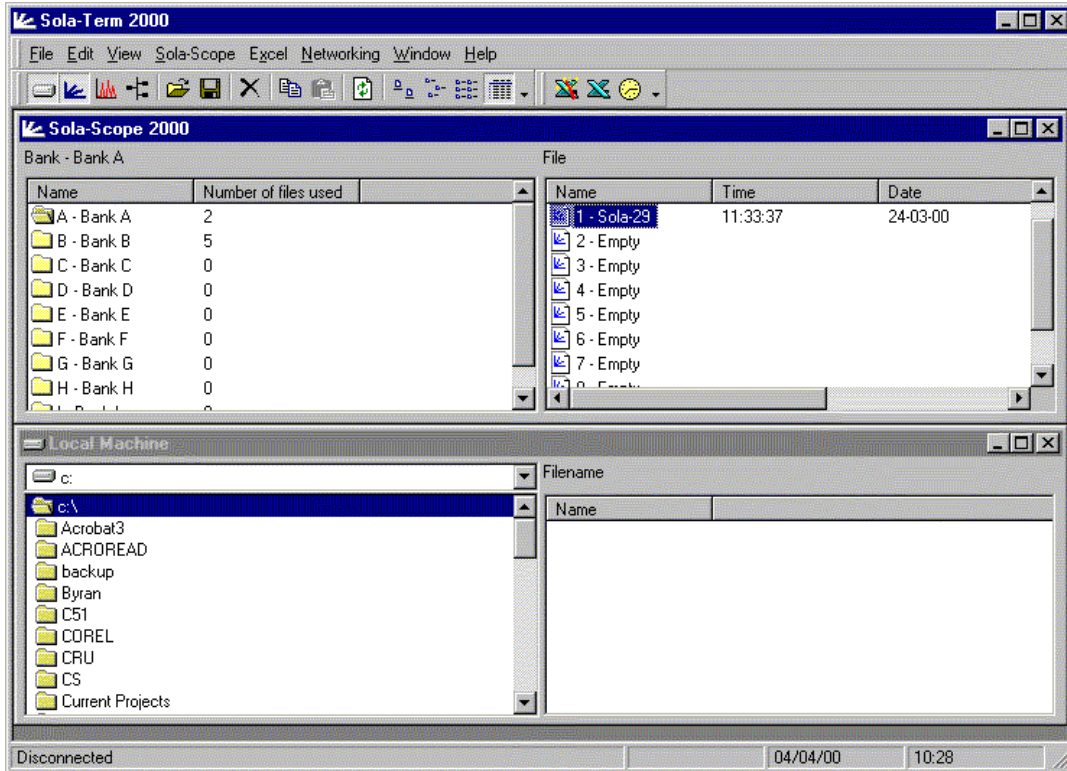 Sola-Term 2000
File Edit View Sola-Scope Excel Networking Window Help
Sola-Scope 2000
Bank - Bank A
Name Number of files used
A - Bank A 2
B - Bank B 5
C - Bank C 0
D - Bank D 0
E - Bank E 0
F - Bank F 0
G - Bank G 0
H - Bank H 0
File
Name Time Date
1 - Sola-29 11:33:37 24-03-00
2 - Empty
3 - Empty
4 - Empty
5 - Empty
6 - Empty
7 - Empty
Local Machine
c:
c:\
Acrobat3
ACROREAD
backup
Byran
C51
COREL
CRU
CS
Current Projects
Filename
Name
Disconnected 04/04/00 10:28